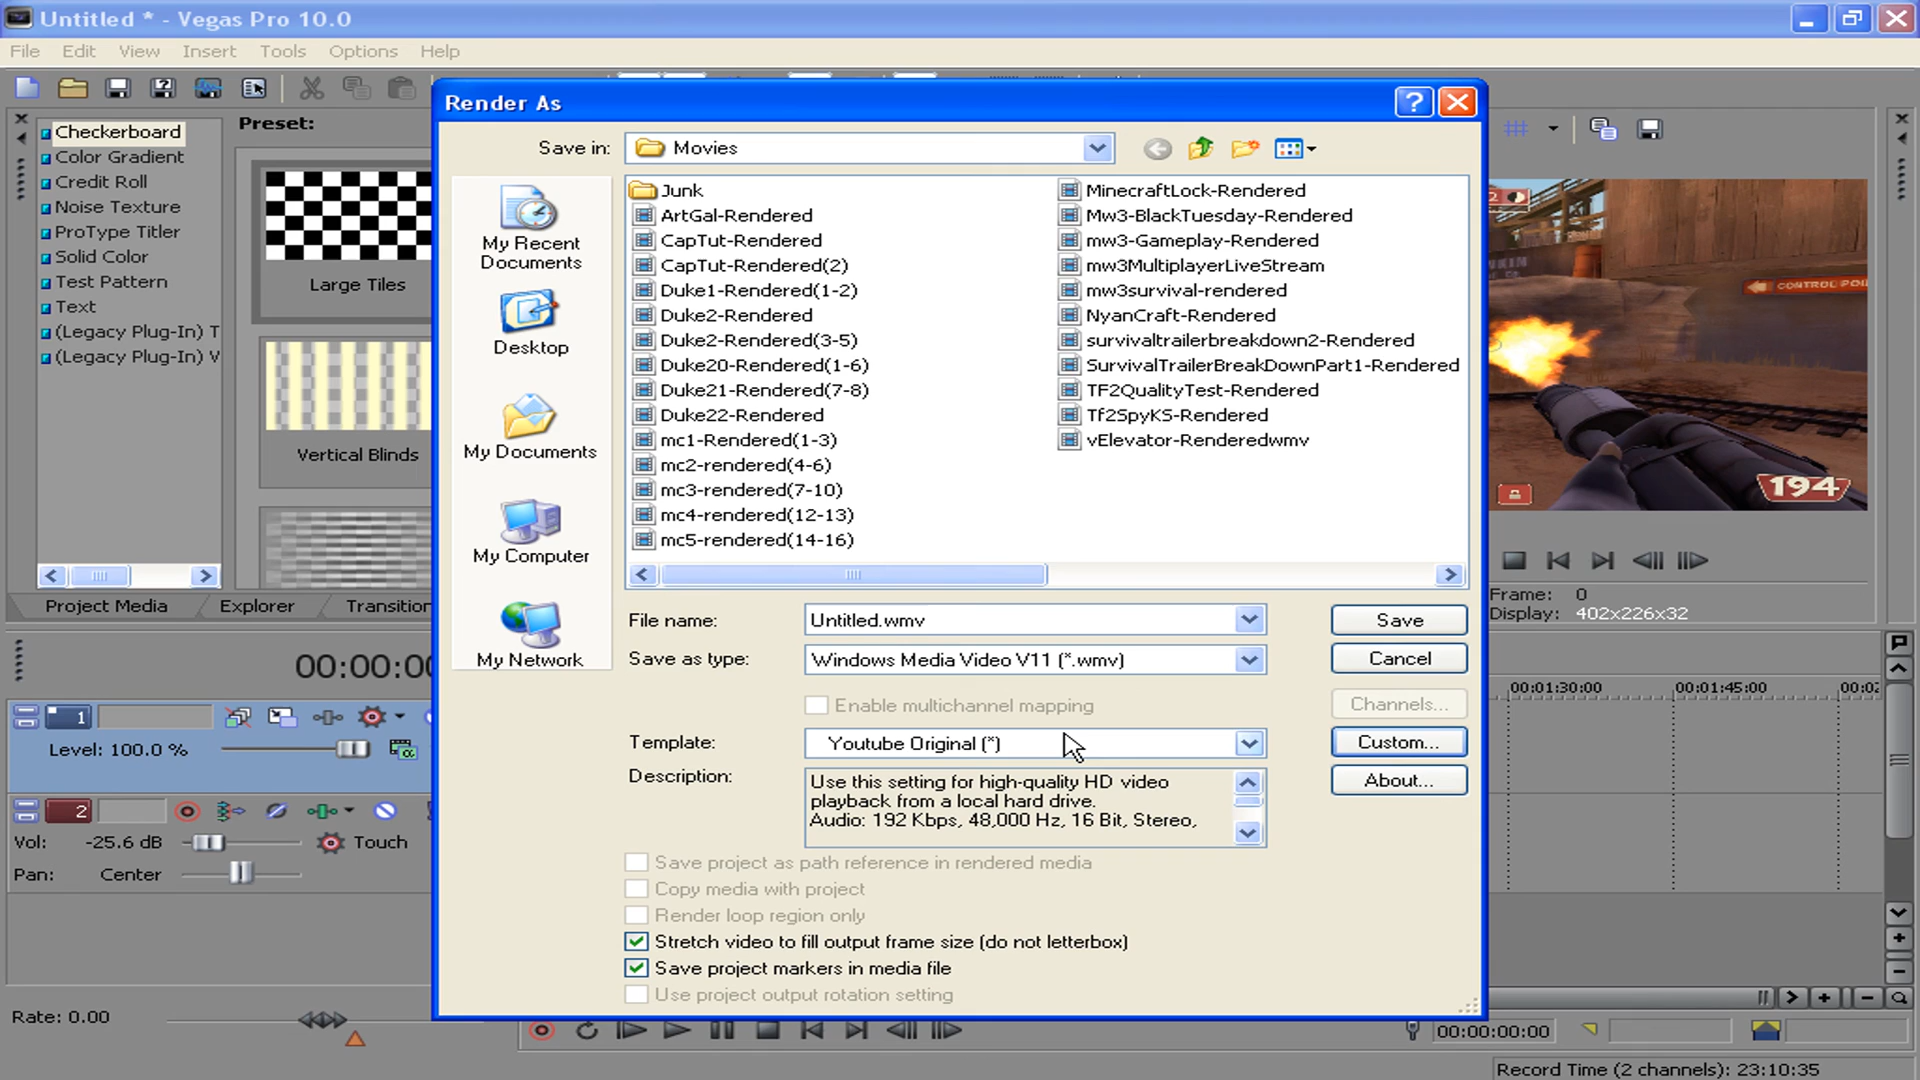 Untitled * - Vegas Pro 10.0
File Edit View Insert Tools Options Help
Checkerboard
Color Gradient
Credit Roll
Noise Texture
ProType Titler
Solid Color
Test Pattern
Text
(Legacy Plug-In) T
(Legacy Plug-In) V
Preset:
Large Tiles
Vertical Blinds
Project Media
Explorer
Transition
Render As
Save in:
Movies
My Recent
Documents
Desktop
My Documents
My Computer
My Network
Junk
ArtGal-Rendered
CapTut-Rendered
CapTut-Rendered(2)
Duke1-Rendered(1-2)
Duke2-Rendered
Duke2-Rendered(3-5)
Duke20-Rendered(1-6)
Duke21-Rendered(7-8)
Duke22-Rendered
mc1-Rendered(1-3)
mc2-rendered(4-6)
mc3-rendered(7-10)
mc4-rendered(12-13)
mc5-rendered(14-16)
MinecraftLock-Rendered
Mw3-BlackTuesday-Rendered
mw3-Gameplay-Rendered
mw3MultiplayerLiveStream
mw3survival-rendered
NyanCraft-Rendered
survivaltrailerbreakdown2-Rendered
SurvivalTrailerBreakDownPart1-Rendered
TF2QualityTest-Rendered
Tf2SpyKS-Rendered
vElevator-Renderedwmv
File name:
Untitled.wmv
Save
Save as type:
Windows Media Video V11 (*.wmv)
Cancel
Enable multichannel mapping
Channels...
Template:
Youtube Original (*)
Custom...
Description:
Use this setting for high-quality HD video
playback from a local hard drive.
Audio: 192 Kbps, 48,000 Hz, 16 Bit, Stereo,
About...
Save project as path reference in rendered media
Copy media with project
Render loop region only
Stretch video to fill output frame size (do not letterbox)
Save project markers in media file
Use project output rotation setting
2
CONTROL POI
194
Frame: 0
Display: 402x226x32
00:00:0
1
Level: 100.0 %
2
Vol: -25.6 dB
Touch
Pan: Center
Rate: 0.00
00:01:30:00
00:01:45:00
00:02
00:00:00:00
Record Time (2 channels): 23:10:35